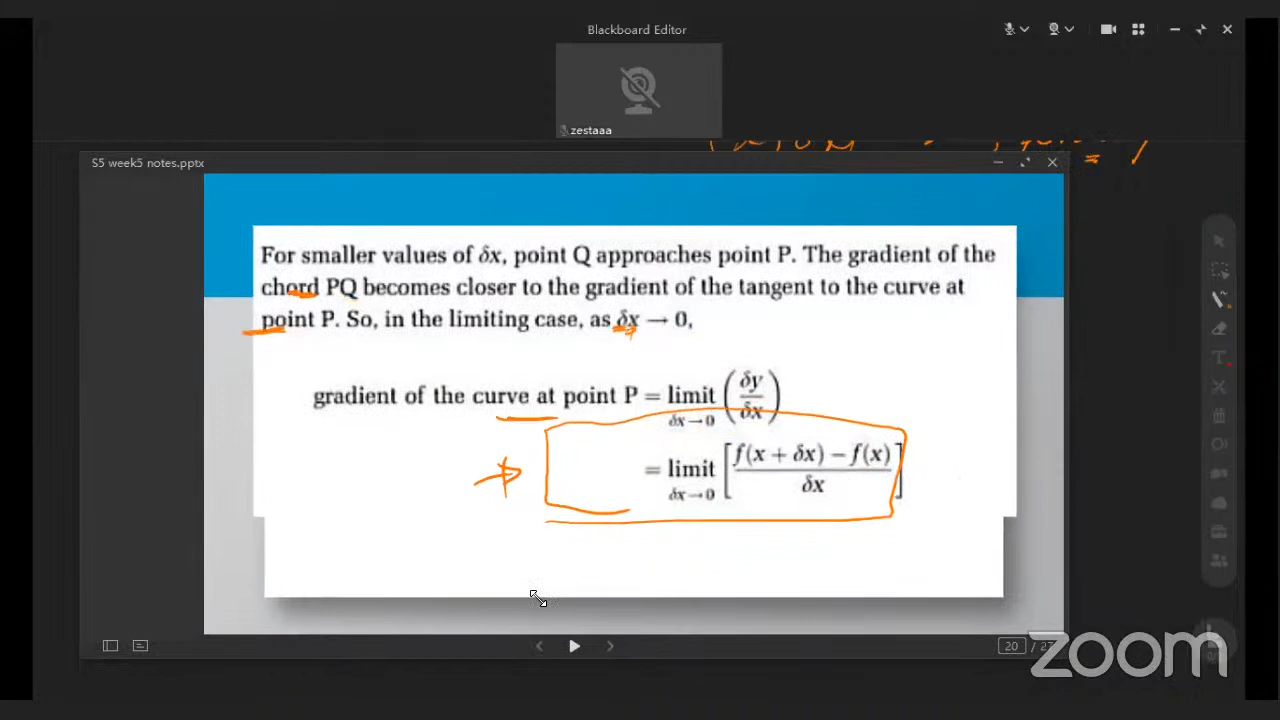 Blackboard Editor
zestaaa
S5 week5 notes.pptx
For smaller values of δx, point Q approaches point P. The gradient of the
chord PQ becomes closer to the gradient of the tangent to the curve at
point P. So, in the limiting case, as δx → 0,
gradient of the curve at point P = limit (δy/δx)
δx→0
= limit [f(x + δx) − f(x)/δx]
δx→0
20
zoom